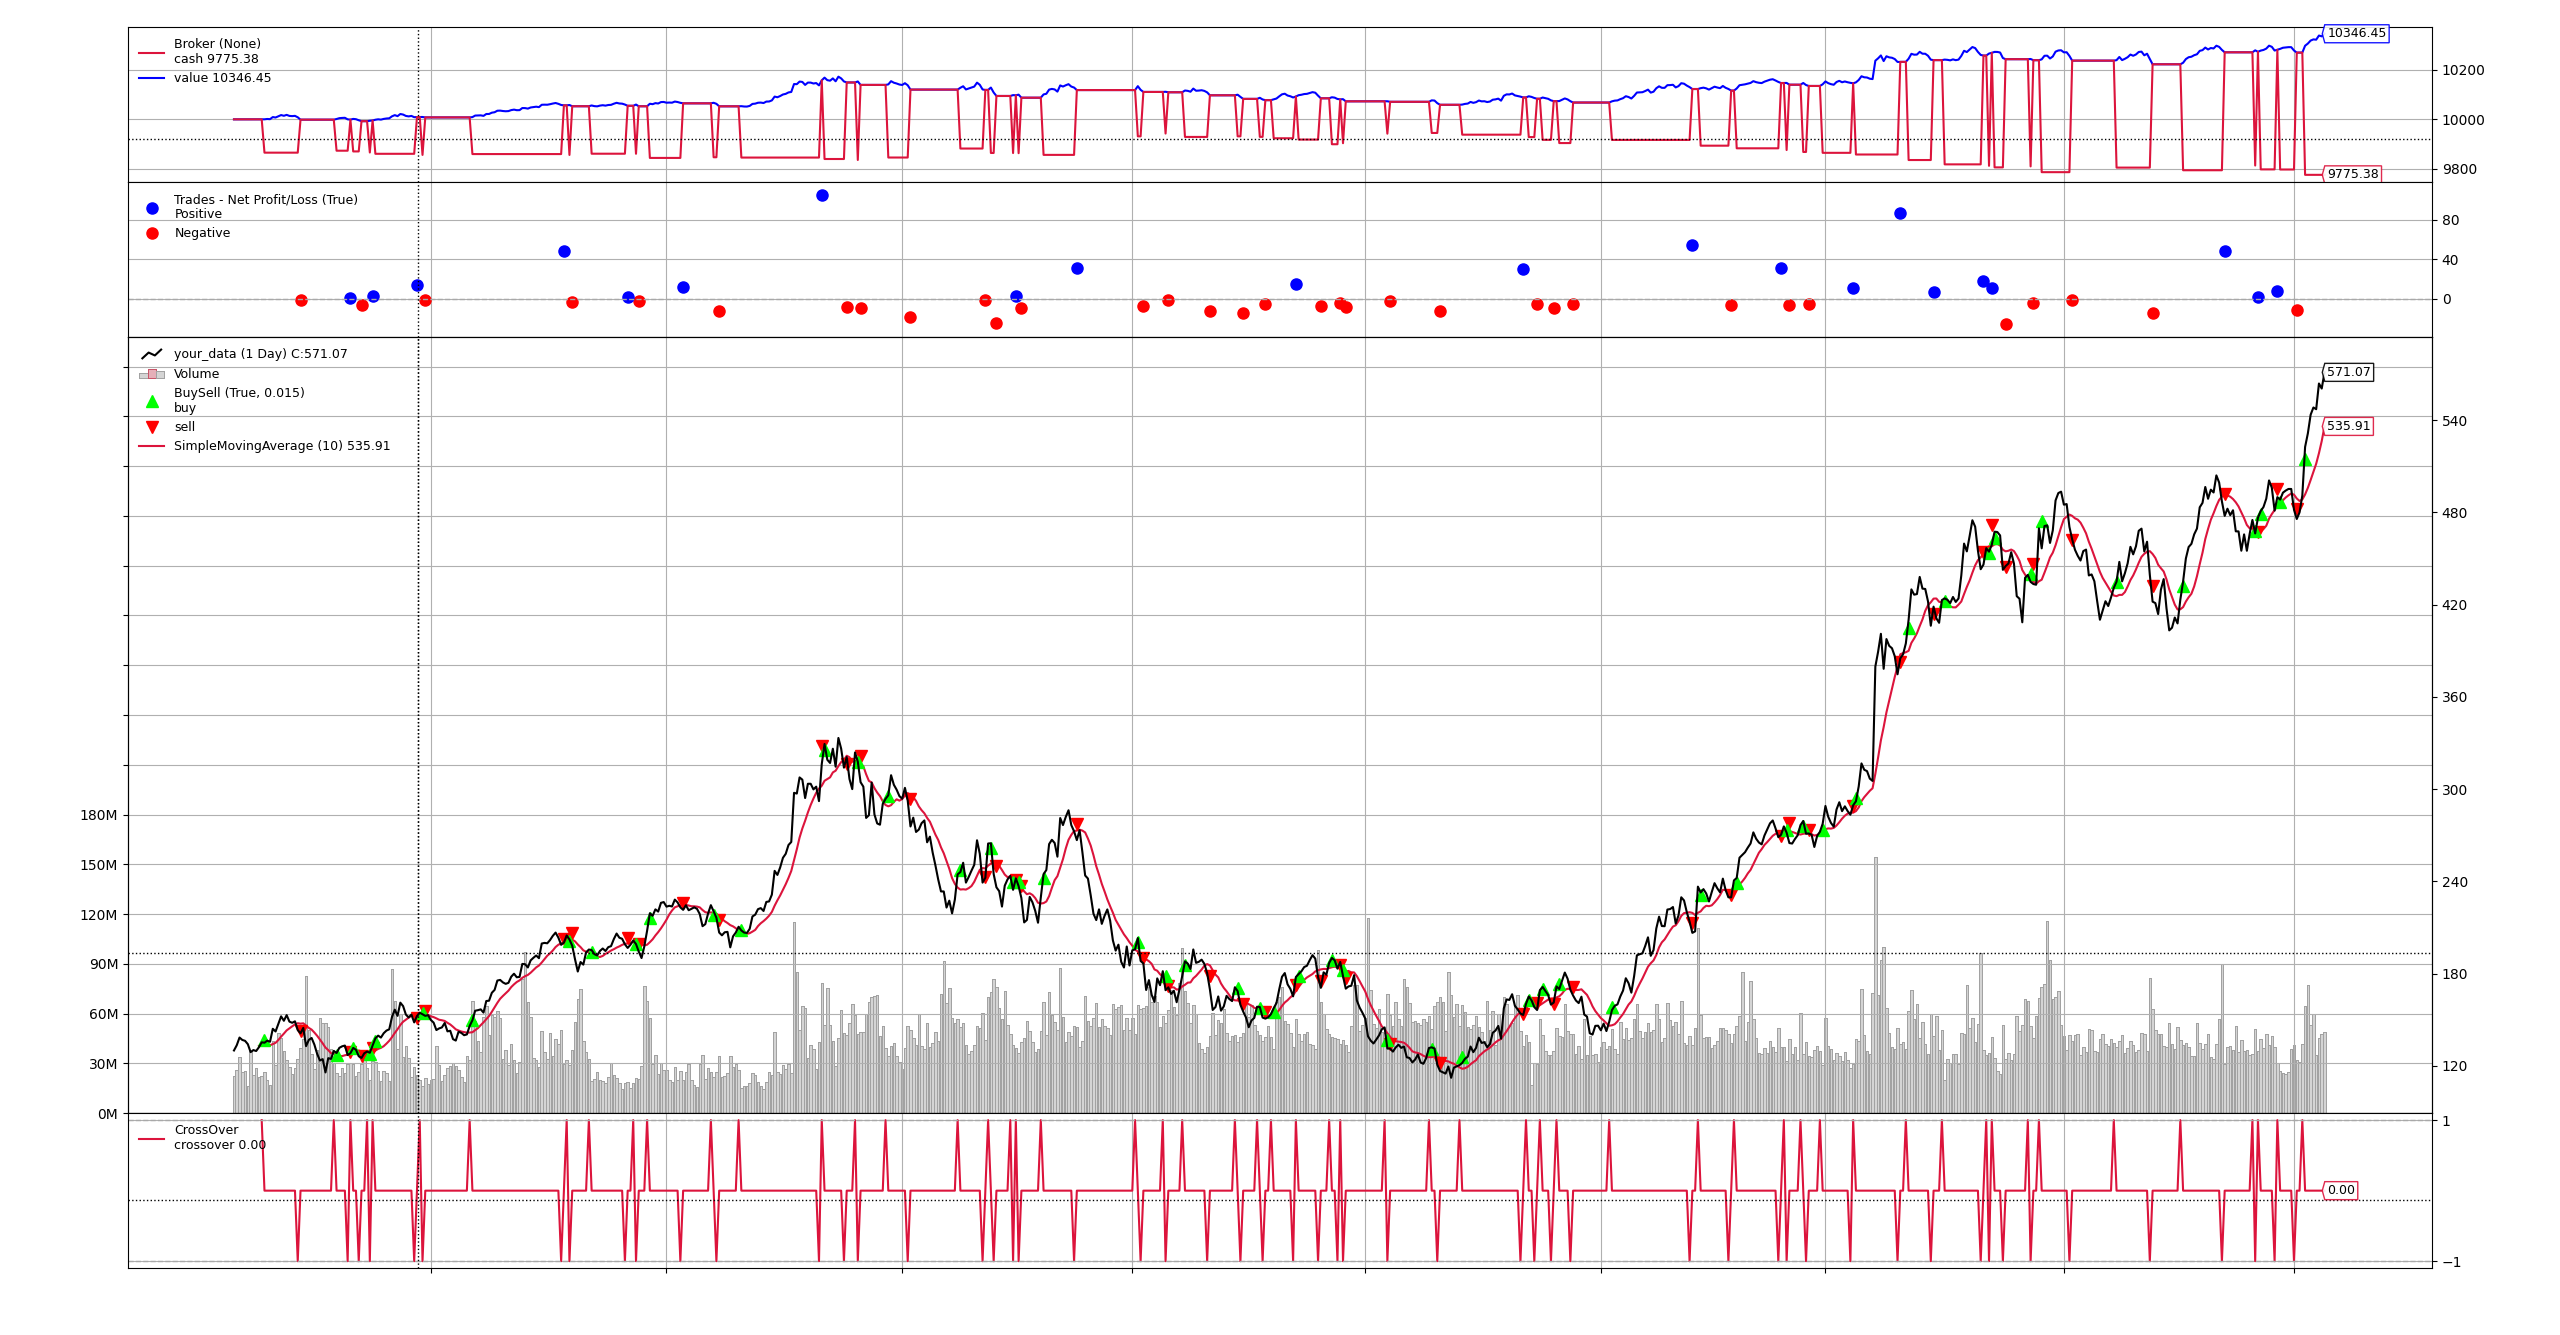 Broker (None)
cash 9775.38
value 10346.45
10346.45
10200
10000
9800
9775.38
Trades - Net Profit/Loss (True)
Positive
Negative
80
40
0
your_data (1 Day) C:571.07
Volume
BuySell (True, 0.015)
buy
sell
SimpleMovingAverage (10) 535.91
571.07
535.91
540
480
420
360
300
240
180
120
180M
150M
120M
90M
60M
30M
0M
CrossOver
crossover 0.00
1
0.00
−1